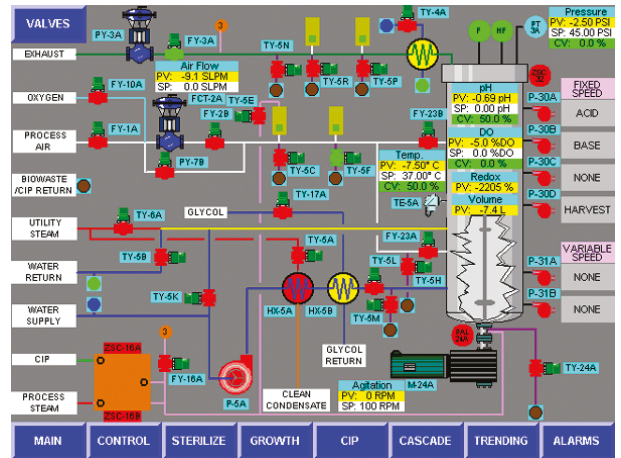 VALVES
PY-3A
FY-3A
3
TY-4A
F
HF
PT
3A
Pressure
PV: -2.50 PSI
SP: 45.00 PSI
CV: 0.0 %
EXHAUST
TY-5N
Air Flow
PV: -9.1 SLPM
SP: 0.0 SLPM
TY-5R
TY-5P
FY-10A
FCT-2A
TY-5E
OXYGEN
FY-2B
FY-23B
pH
PV: -0.69 pH
SP: 0.00 pH
CV: 50.0 %
P-30A
FIXED
SPEED
ACID
FY-1A
PROCESS
AIR
P-30B
BASE
DO
PV: -5.0 %DO
SP: 0.0 %DO
CV: 0.0 %
PY-7B
TY-5C
TY-5F
Temp.
PV: -7.50° C
SP: 37.00° C
CV: 50.0 %
P-30C
NONE
BIOWASTE
/CIP RETURN
Redox
PV: -2205 %
TY-17A
TE-5A
P-30D
HARVEST
Volume
PV: -7.4 L
GLYCOL
TY-6A
UTILITY
STEAM
TY-5A
FY-23A
VARIABLE
SPEED
TY-5B
TY-5L
TY-5H
P-31A
NONE
WATER
RETURN
TY-5K
HX-5A
HX-5B
P-31B
NONE
WATER
SUPPLY
TY-5M
3
ZSC-16A
GLYCOL
RETURN
CIP
FY-16A
TY-24A
P-5A
CLEAN
CONDENSATE
Agitation
PV: 0 RPM
SP: 100 RPM
M-24A
PROCESS
STEAM
ZSC-16B
MAIN
CONTROL
STERILIZE
GROWTH
CIP
CASCADE
TRENDING
ALARMS